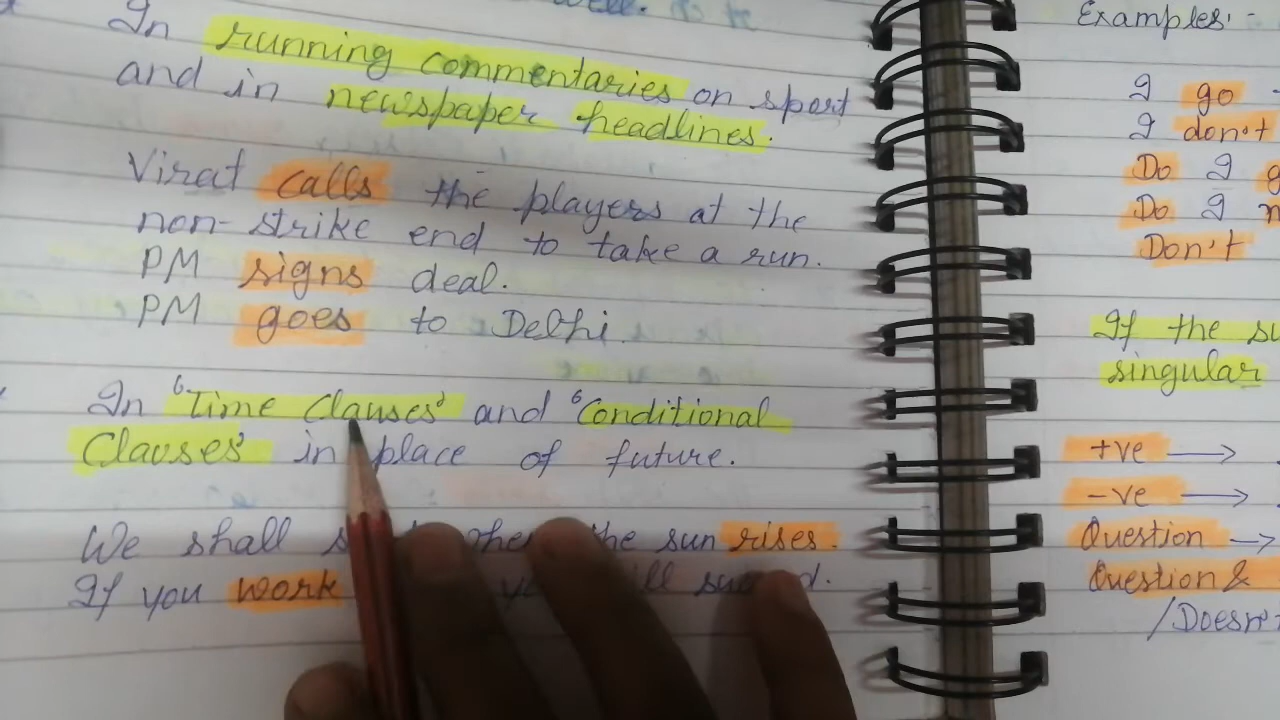 In running commentaries on sport
and in newspaper headlines.
Virat calls the players at the
non-strike end to take a run.
PM signs deal.
PM goes to Delhi.
In 'Time Clauses' and 'Conditional
Clauses' in place of future.
We shall when the sun rises.
If you work you will
Examples:-
I go
I don't
Do I
Do I
Don't
If the
singular
+ve →
-ve →
Question →
Question &
/Doesn't